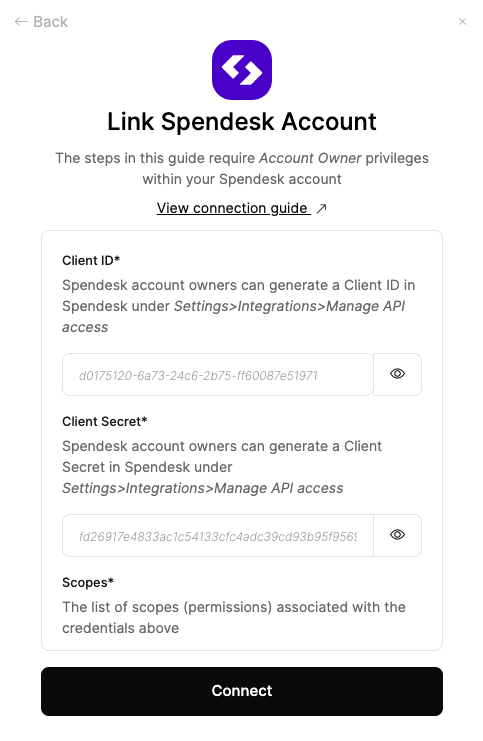 ← Back
×
Link Spendesk Account
The steps in this guide require Account Owner privileges
within your Spendesk account
View connection guide ↗
Client ID*
Spendesk account owners can generate a Client ID in
Spendesk under Settings>Integrations>Manage API
access
d0175120-6a73-24c6-2b75-ff60087e51971
Client Secret*
Spendesk account owners can generate a Client
Secret in Spendesk under
Settings>Integrations>Manage API access
fd26917e4833ac1c54133cfc4adc39cd93b95f9569
Scopes*
The list of scopes (permissions) associated with the
credentials above
Connect